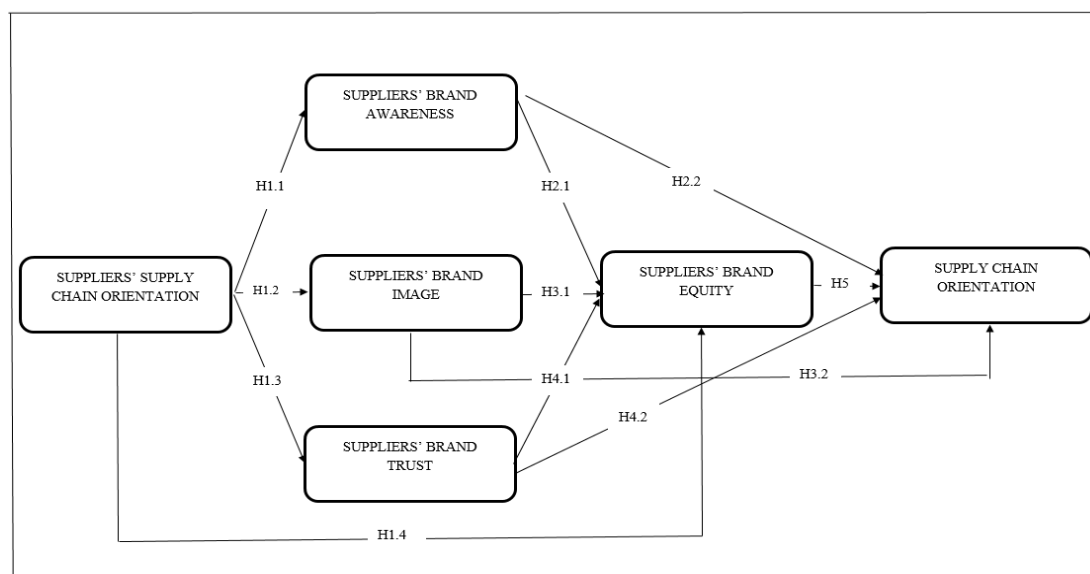 SUPPLIERS’ BRAND
AWARENESS
H1.1
H2.1
H2.2
SUPPLIERS’ SUPPLY
CHAIN ORIENTATION
H1.2
SUPPLIERS’ BRAND
IMAGE
H3.1
SUPPLIERS’ BRAND
EQUITY
H5
SUPPLY CHAIN
ORIENTATION
H1.3
H4.1
H3.2
H4.2
SUPPLIERS’ BRAND
TRUST
H1.4